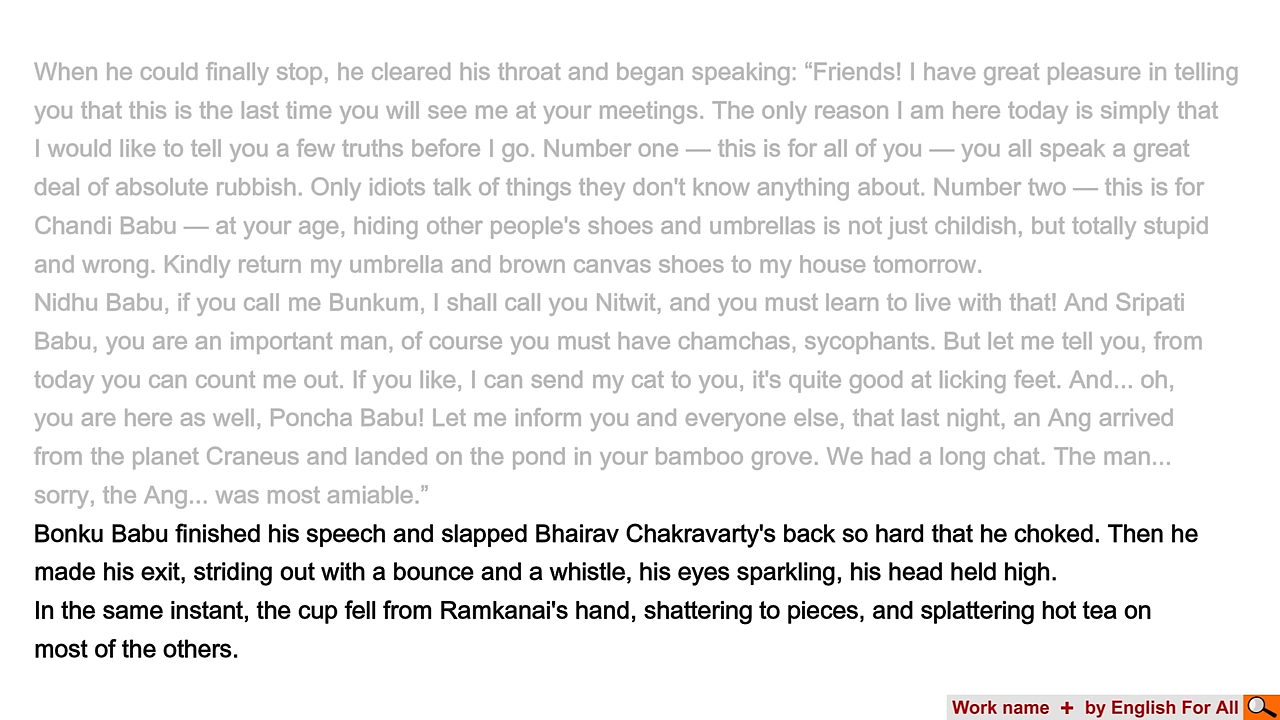 When he could finally stop, he cleared his throat and began speaking: “Friends! I have great pleasure in telling
you that this is the last time you will see me at your meetings. The only reason I am here today is simply that
I would like to tell you a few truths before I go. Number one — this is for all of you — you all speak a great
deal of absolute rubbish. Only idiots talk of things they don't know anything about. Number two — this is for
Chandi Babu — at your age, hiding other people's shoes and umbrellas is not just childish, but totally stupid
and wrong. Kindly return my umbrella and brown canvas shoes to my house tomorrow.
Nidhu Babu, if you call me Bunkum, I shall call you Nitwit, and you must learn to live with that! And Sripati
Babu, you are an important man, of course you must have chamchas, sycophants. But let me tell you, from
today you can count me out. If you like, I can send my cat to you, it's quite good at licking feet. And... oh,
you are here as well, Poncha Babu! Let me inform you and everyone else, that last night, an Ang arrived
from the planet Craneus and landed on the pond in your bamboo grove. We had a long chat. The man...
sorry, the Ang... was most amiable.”
Bonku Babu finished his speech and slapped Bhairav Chakravarty's back so hard that he choked. Then he
made his exit, striding out with a bounce and a whistle, his eyes sparkling, his head held high.
In the same instant, the cup fell from Ramkanai's hand, shattering to pieces, and splattering hot tea on
most of the others.
Work name + by English For All